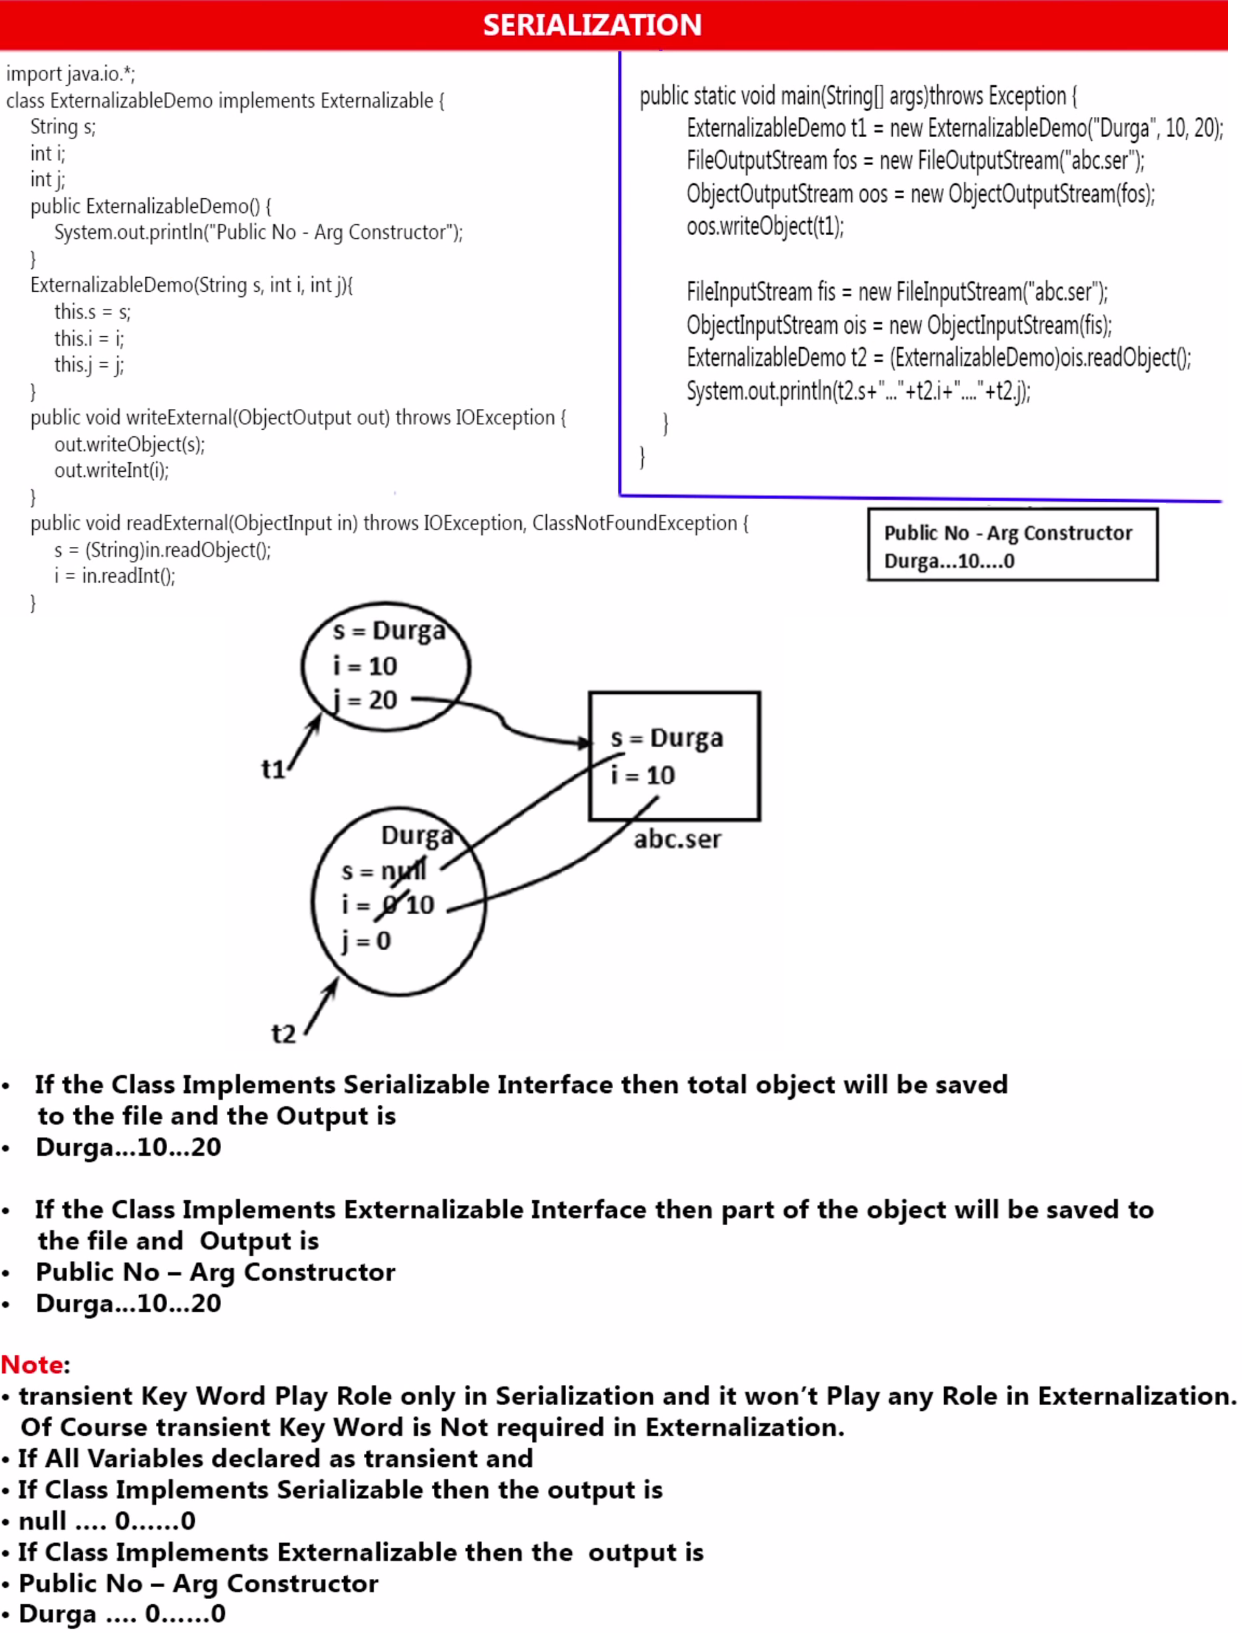 SERIALIZATION
import java.io.*;
class ExternalizableDemo implements Externalizable {
String s;
int i;
int j;
public ExternalizableDemo() {
System.out.println("Public No - Arg Constructor");
}
ExternalizableDemo(String s, int i, int j){
this.s = s;
this.i = i;
this.j = j;
}
public void writeExternal(ObjectOutput out) throws IOException {
out.writeObject(s);
out.writeInt(i);
}
public void readExternal(ObjectInput in) throws IOException, ClassNotFoundException {
s = (String)in.readObject();
i = in.readInt();
}
public static void main(String[] args)throws Exception {
ExternalizableDemo t1 = new ExternalizableDemo("Durga", 10, 20);
FileOutputStream fos = new FileOutputStream("abc.ser");
ObjectOutputStream oos = new ObjectOutputStream(fos);
oos.writeObject(t1);
FileInputStream fis = new FileInputStream("abc.ser");
ObjectInputStream ois = new ObjectInputStream(fis);
ExternalizableDemo t2 = (ExternalizableDemo)ois.readObject();
System.out.println(t2.s+"..."+t2.i+"...."+t2.j);
}
}
Public No - Arg Constructor
Durga...10....0
s = Durga
i = 10
j = 20
t1
s = Durga
i = 10
abc.ser
Durga
s = null
i = 0 10
j = 0
t2
• If the Class Implements Serializable Interface then total object will be saved
to the file and the Output is
• Durga...10...20
• If the Class Implements Externalizable Interface then part of the object will be saved to
the file and Output is
• Public No – Arg Constructor
• Durga...10...20
Note:
• transient Key Word Play Role only in Serialization and it won't Play any Role in Externalization.
Of Course transient Key Word is Not required in Externalization.
• If All Variables declared as transient and
• If Class Implements Serializable then the output is
• null .... 0......0
• If Class Implements Externalizable then the output is
• Public No – Arg Constructor
• Durga .... 0......0